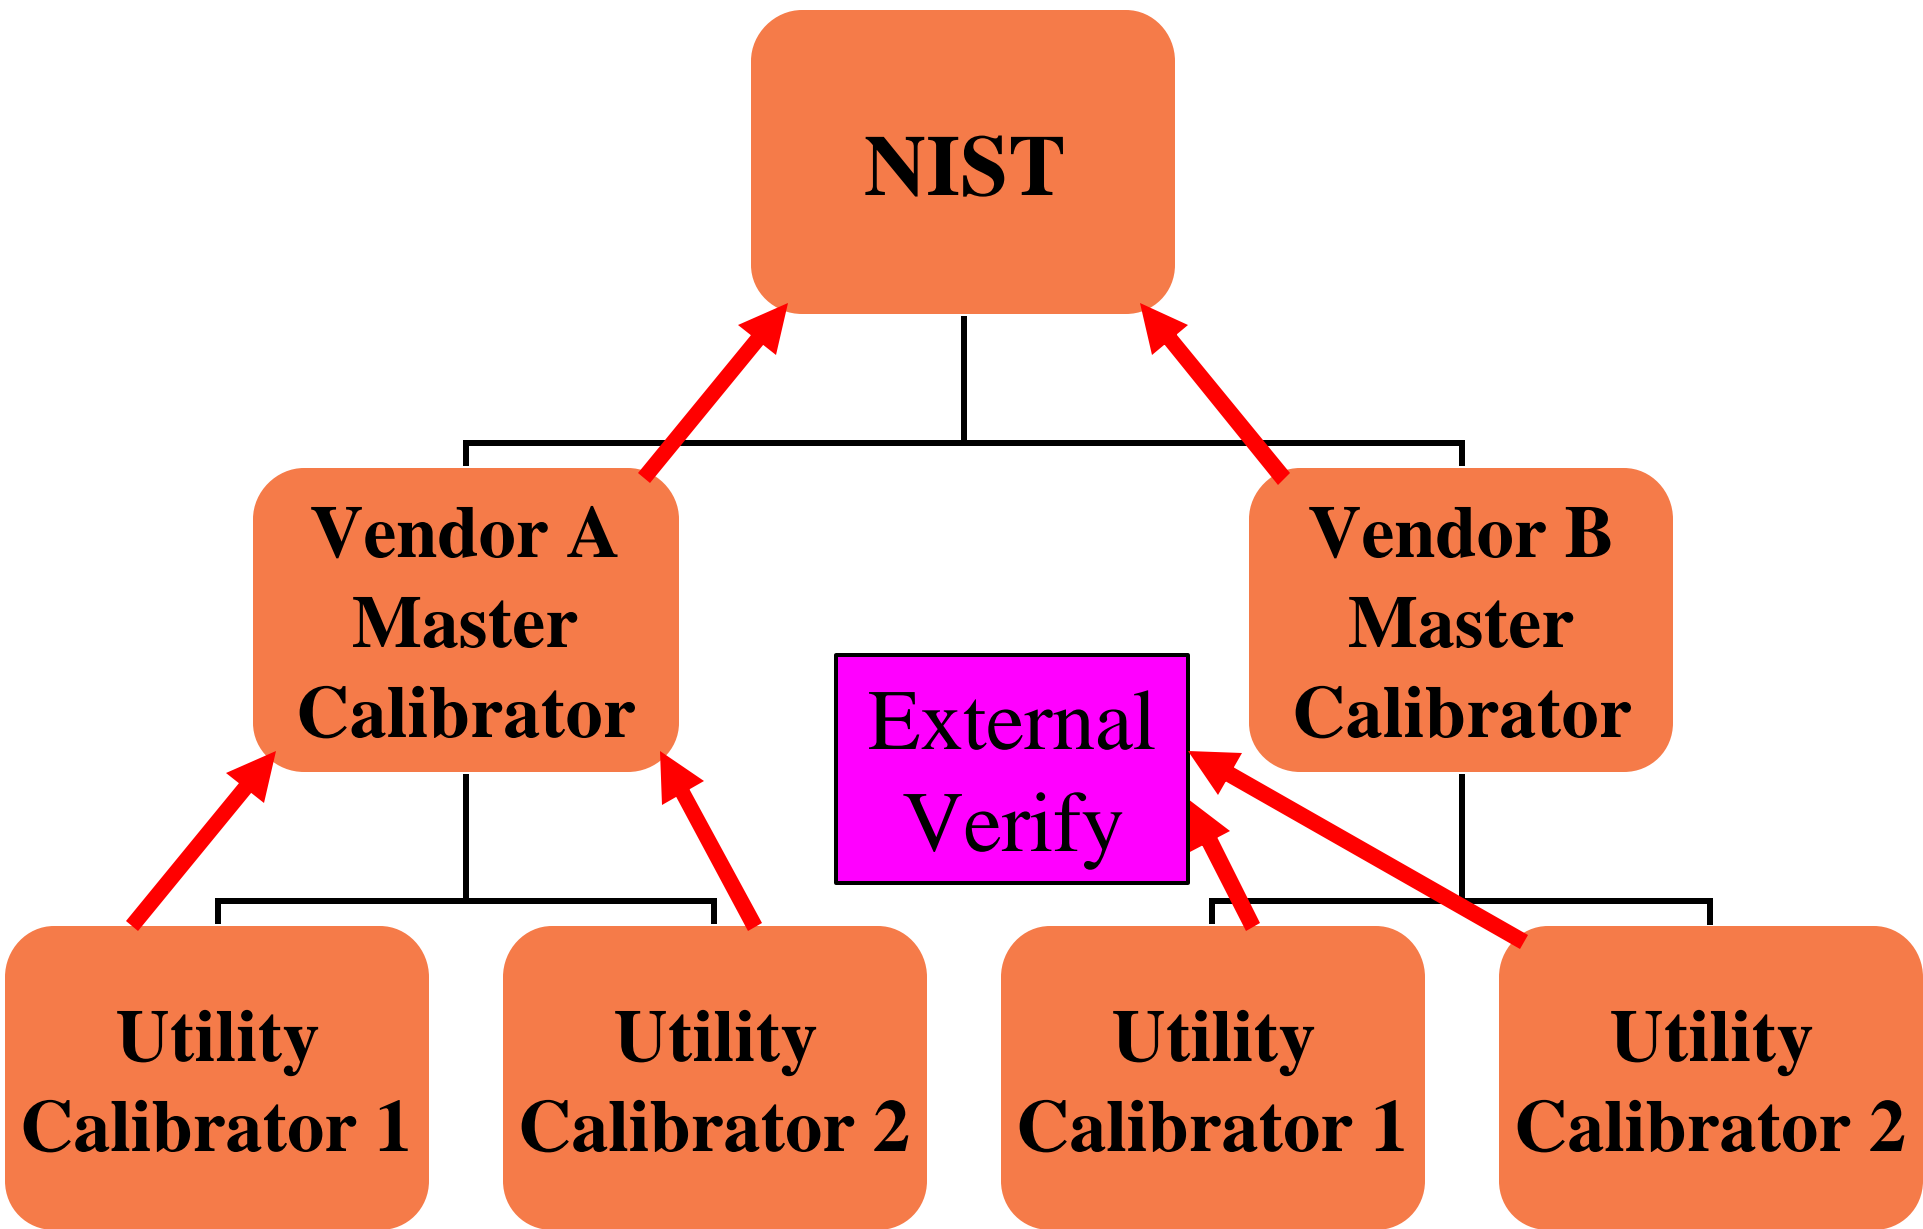 NIST
Vendor A
Master
Calibrator
Vendor B
Master
Calibrator
External
Verify
Utility
Calibrator 1
Utility
Calibrator 2
Utility
Calibrator 1
Utility
Calibrator 2